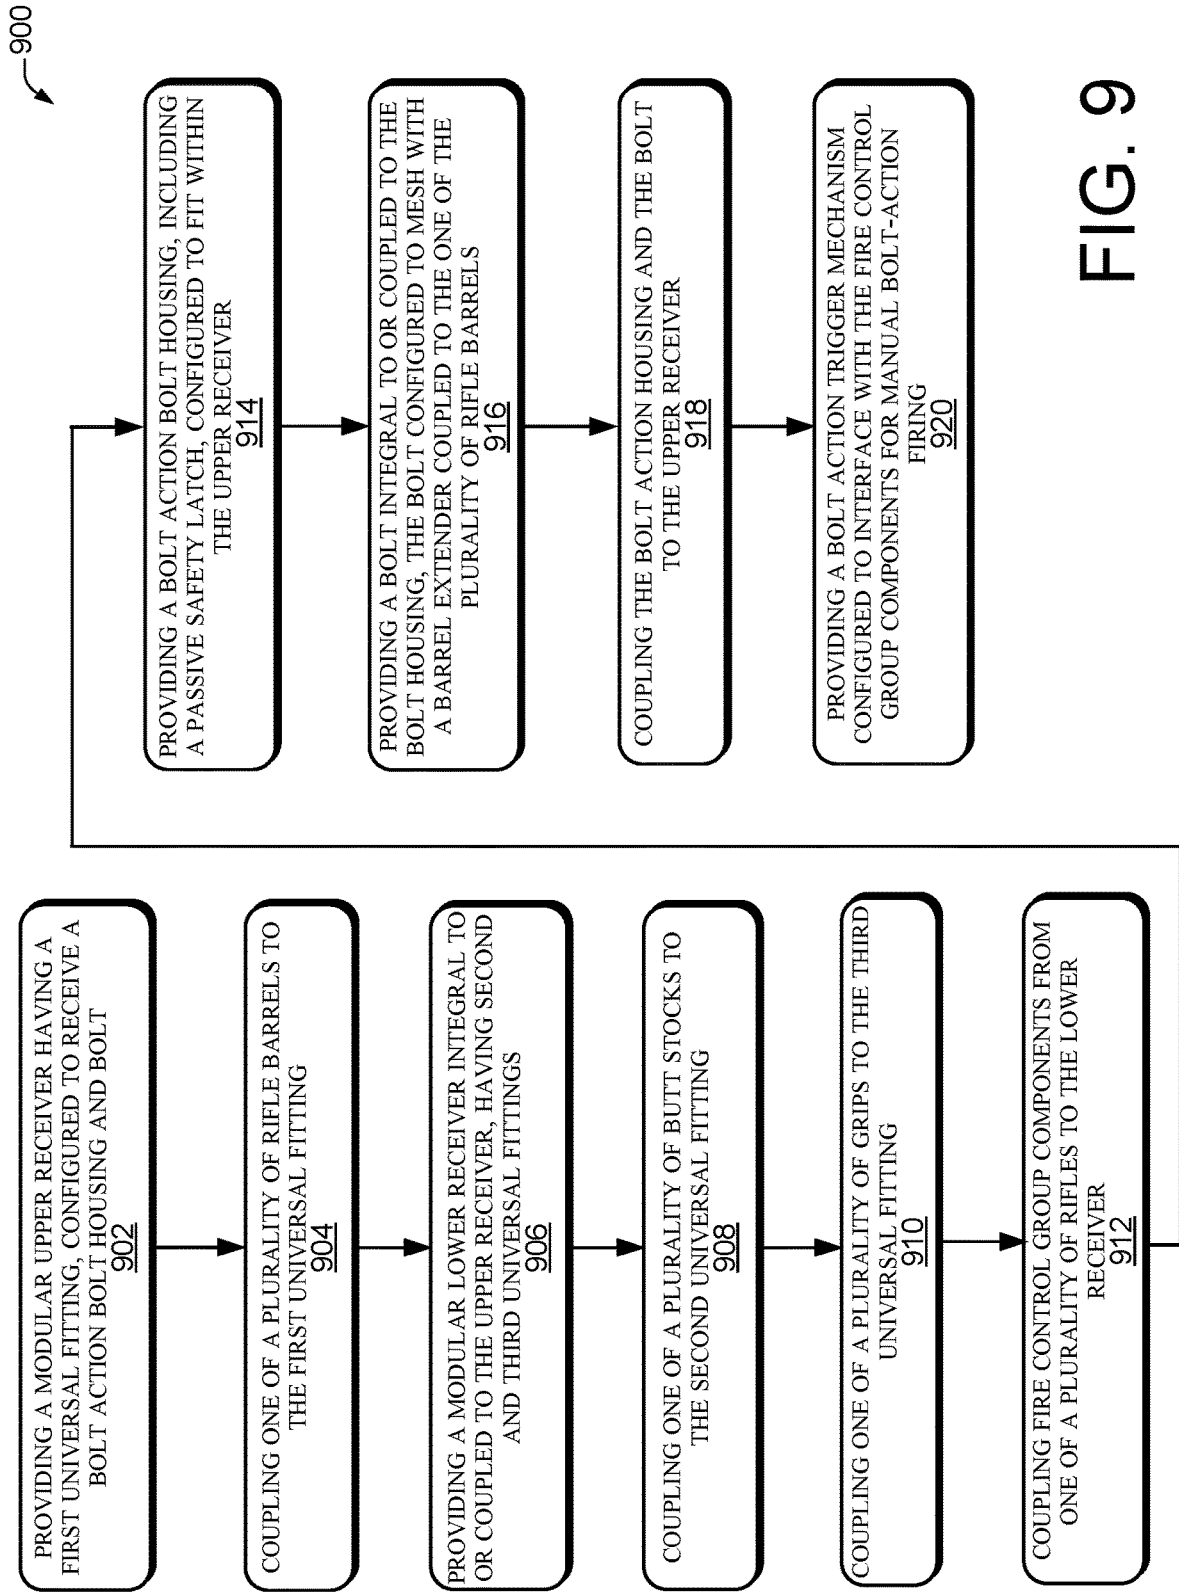 900
PROVIDING A MODULAR UPPER RECEIVER HAVING A
FIRST UNIVERSAL FITTING, CONFIGURED TO RECEIVE A
BOLT ACTION BOLT HOUSING AND BOLT
902
COUPLING ONE OF A PLURALITY OF RIFLE BARRELS TO
THE FIRST UNIVERSAL FITTING
904
PROVIDING A MODULAR LOWER RECEIVER INTEGRAL TO
OR COUPLED TO THE UPPER RECEIVER, HAVING SECOND
AND THIRD UNIVERSAL FITTINGS
906
COUPLING ONE OF A PLURALITY OF BUTT STOCKS TO
THE SECOND UNIVERSAL FITTING
908
COUPLING ONE OF A PLURALITY OF GRIPS TO THE THIRD
UNIVERSAL FITTING
910
COUPLING FIRE CONTROL GROUP COMPONENTS FROM
ONE OF A PLURALITY OF RIFLES TO THE LOWER
RECEIVER
912
PROVIDING A BOLT ACTION BOLT HOUSING, INCLUDING
A PASSIVE SAFETY LATCH, CONFIGURED TO FIT WITHIN
THE UPPER RECEIVER
914
PROVIDING A BOLT INTEGRAL TO OR COUPLED TO THE
BOLT HOUSING, THE BOLT CONFIGURED TO MESH WITH
A BARREL EXTENDER COUPLED TO THE ONE OF THE
PLURALITY OF RIFLE BARRELS
916
COUPLING THE BOLT ACTION HOUSING AND THE BOLT
TO THE UPPER RECEIVER
918
PROVIDING A BOLT ACTION TRIGGER MECHANISM
CONFIGURED TO INTERFACE WITH THE FIRE CONTROL
GROUP COMPONENTS FOR MANUAL BOLT-ACTION
FIRING
920
FIG. 9